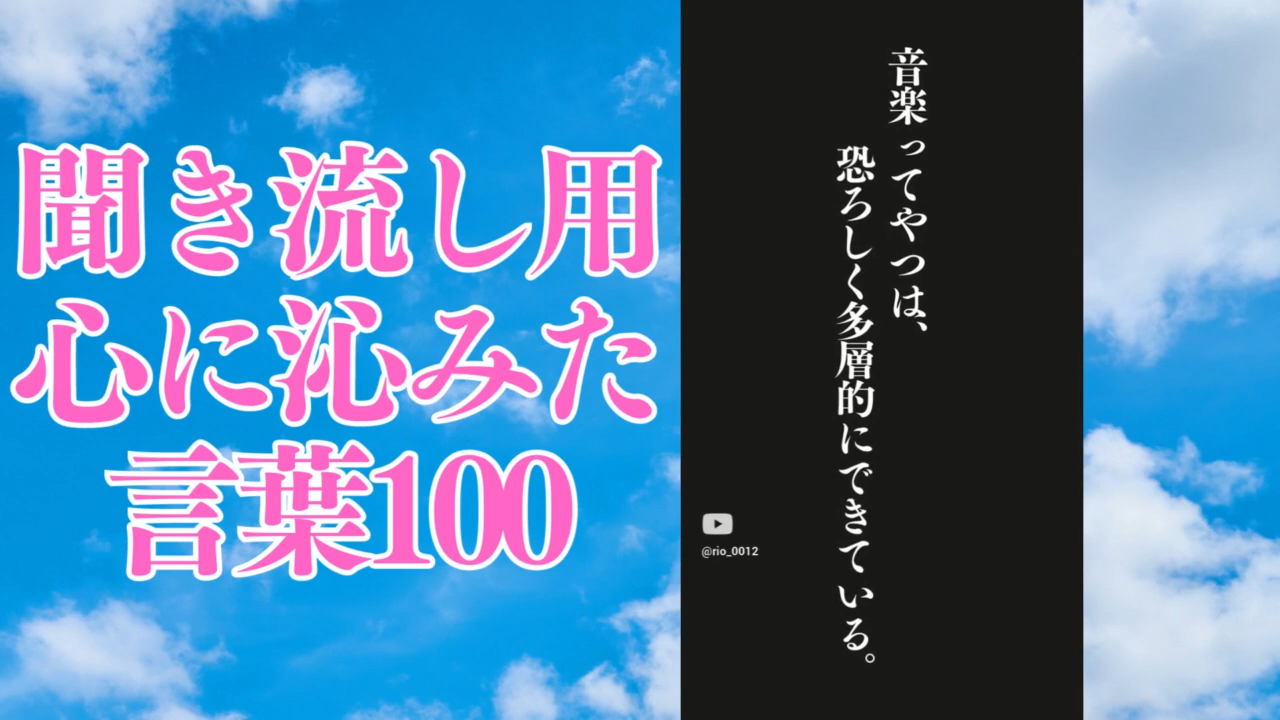 聞き流し用
心に沁みた
言葉100
音楽ってやつは、
恐ろしく多層的にできている。
@rio_0012